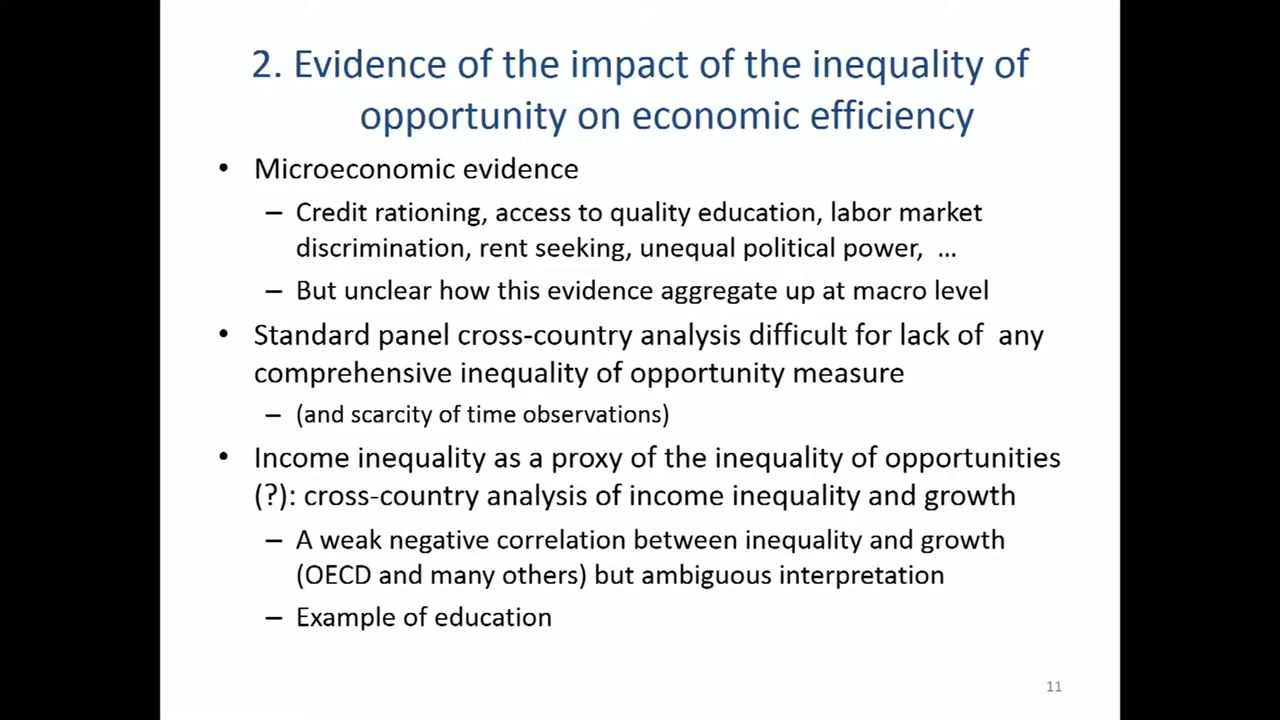 2. Evidence of the impact of the inequality of
opportunity on economic efficiency
• Microeconomic evidence
– Credit rationing, access to quality education, labor market
discrimination, rent seeking, unequal political power, ...
– But unclear how this evidence aggregate up at macro level
• Standard panel cross-country analysis difficult for lack of any
comprehensive inequality of opportunity measure
– (and scarcity of time observations)
• Income inequality as a proxy of the inequality of opportunities
(?): cross-country analysis of income inequality and growth
– A weak negative correlation between inequality and growth
(OECD and many others) but ambiguous interpretation
– Example of education
11